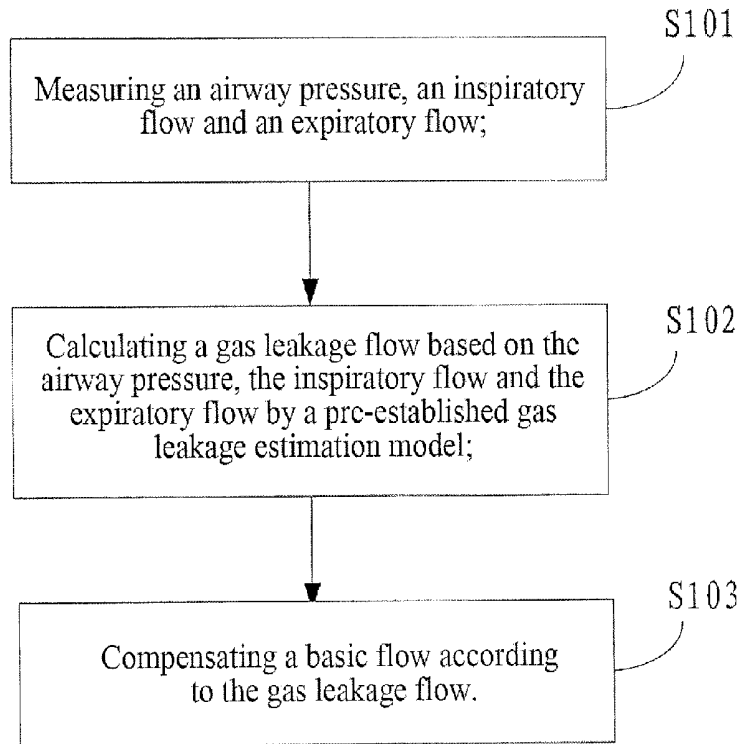 S101
Measuring an airway pressure, an inspiratory
flow and an expiratory flow;
S102
Calculating a gas leakage flow based on the
airway pressure, the inspiratory flow and the
expiratory flow by a pre-established gas
leakage estimation model;
S103
Compensating a basic flow according
to the gas leakage flow.